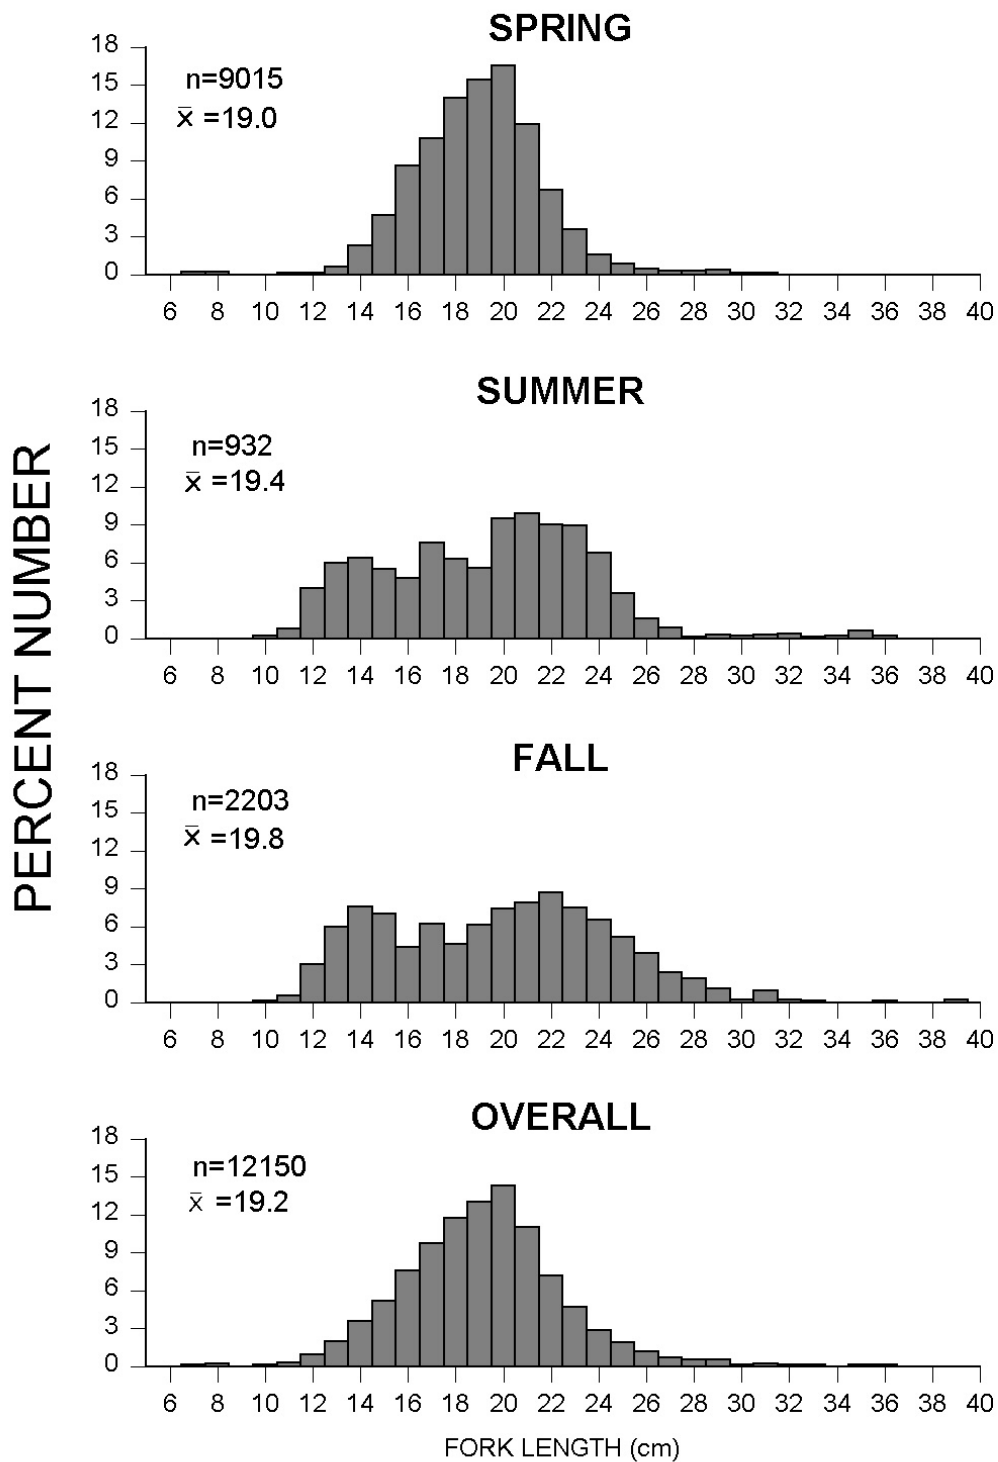 SPRING
n=9015
x̄ =19.0
18
15
12
9
6
3
0
6 8 10 12 14 16 18 20 22 24 26 28 30 32 34 36 38 40
SUMMER
n=932
x̄ =19.4
18
15
12
9
6
3
0
6 8 10 12 14 16 18 20 22 24 26 28 30 32 34 36 38 40
PERCENT NUMBER
FALL
n=2203
x̄ =19.8
18
15
12
9
6
3
0
6 8 10 12 14 16 18 20 22 24 26 28 30 32 34 36 38 40
OVERALL
n=12150
x̄ =19.2
18
15
12
9
6
3
0
6 8 10 12 14 16 18 20 22 24 26 28 30 32 34 36 38 40
FORK LENGTH (cm)